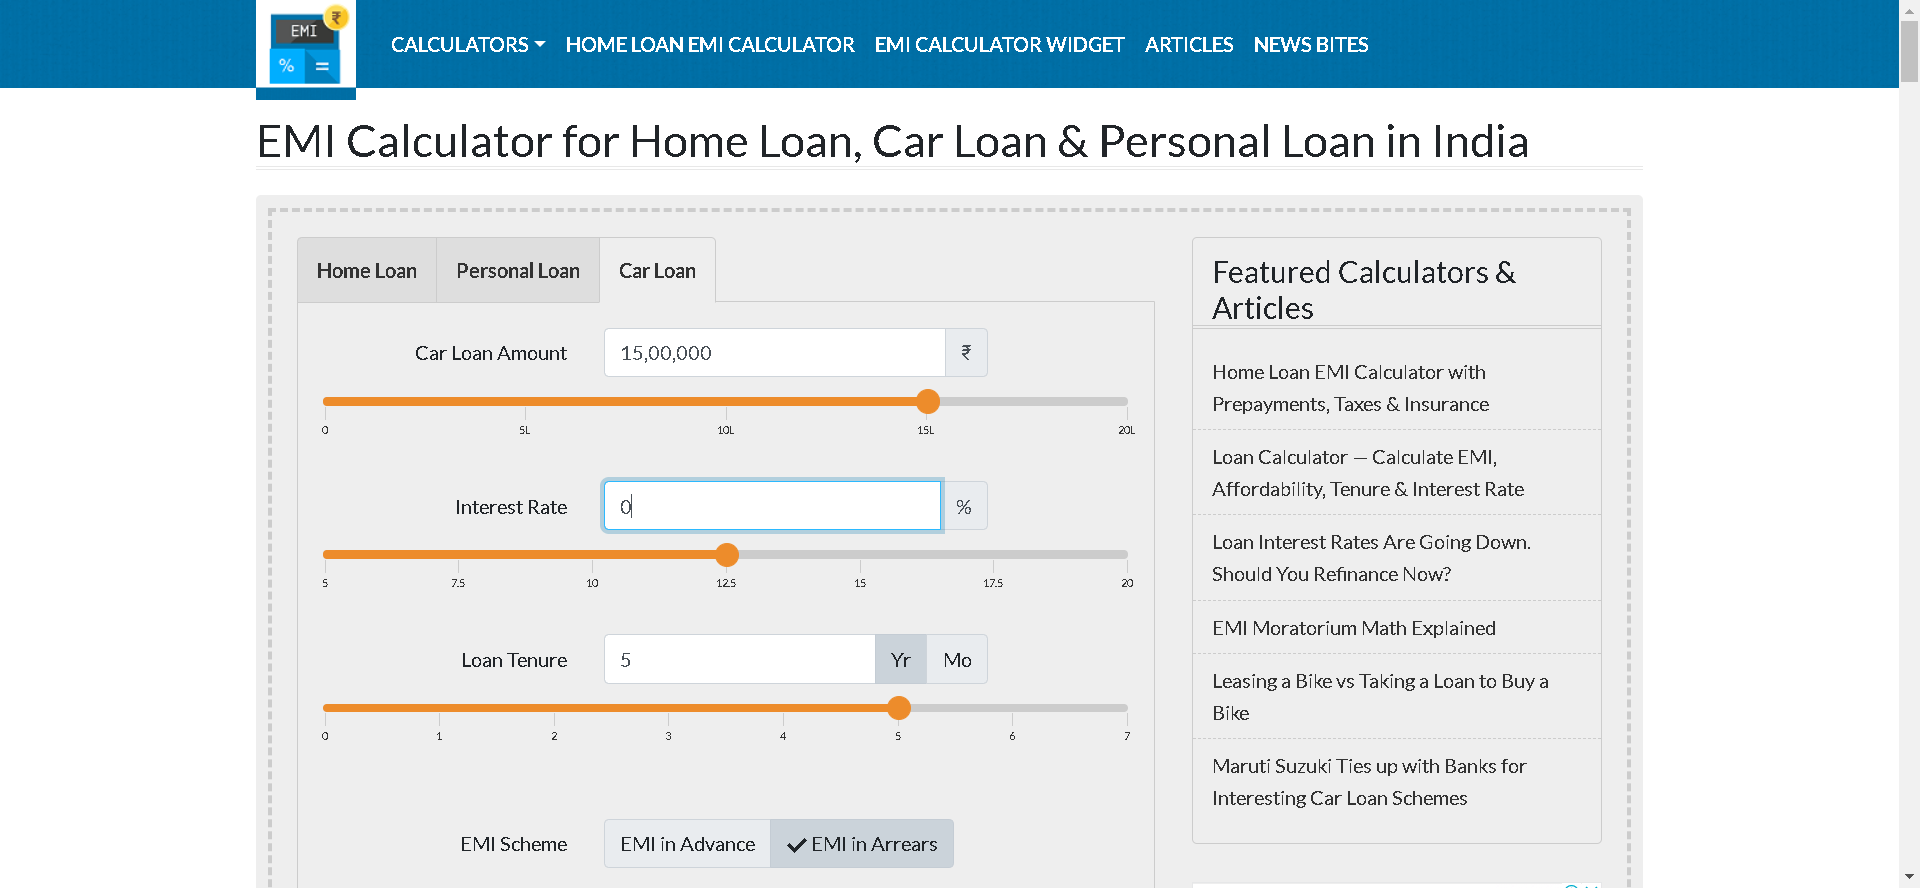 EMI
₹
%
=
CALCULATORS
HOME LOAN EMI CALCULATOR
EMI CALCULATOR WIDGET
ARTICLES
NEWS BITES
EMI Calculator for Home Loan, Car Loan & Personal Loan in India
Home Loan
Personal Loan
Car Loan
Car Loan Amount
15,00,000
₹
0
5L
10L
15L
20L
Interest Rate
0
%
5
7.5
10
12.5
15
17.5
20
Loan Tenure
5
Yr
Mo
0
1
2
3
4
5
6
7
EMI Scheme
EMI in Advance
EMI in Arrears
Featured Calculators &
Articles
Home Loan EMI Calculator with
Prepayments, Taxes & Insurance
Loan Calculator — Calculate EMI,
Affordability, Tenure & Interest Rate
Loan Interest Rates Are Going Down.
Should You Refinance Now?
EMI Moratorium Math Explained
Leasing a Bike vs Taking a Loan to Buy a
Bike
Maruti Suzuki Ties up with Banks for
Interesting Car Loan Schemes